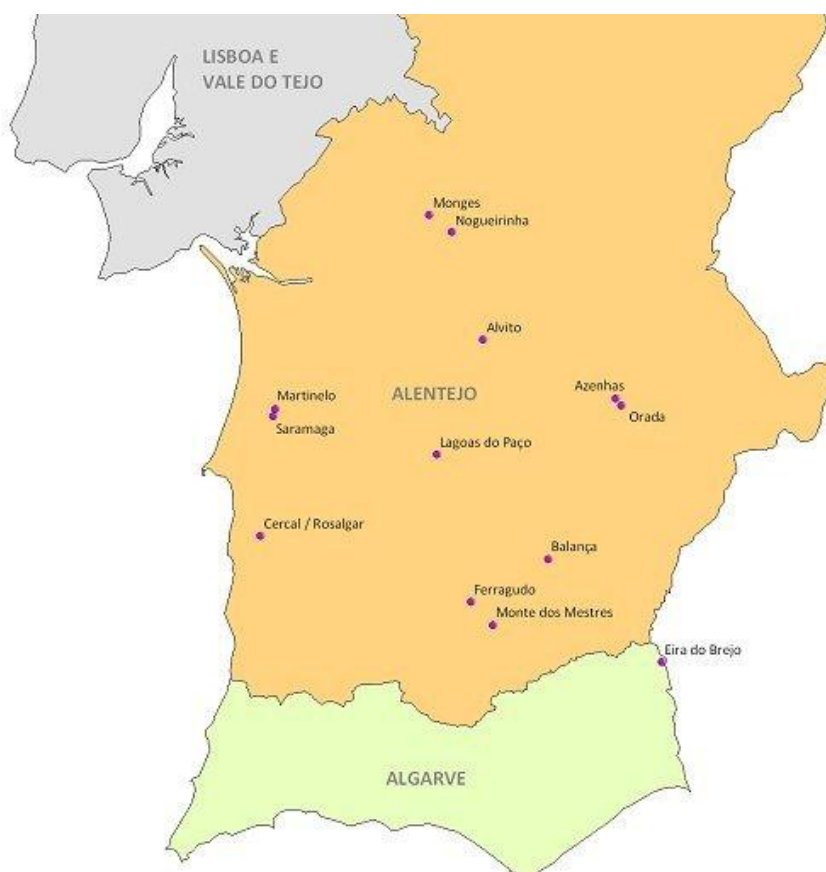 LISBOA E
VALE DO TEJO
Monges
Nogueirinha
Alvito
Azenhas
Martinelo
ALENTEJO
Orada
Saramaga
Lagoas do Paço
Cercal / Rosalgar
Balança
Ferragudo
Monte dos Mestres
Eira do Brejo
ALGARVE